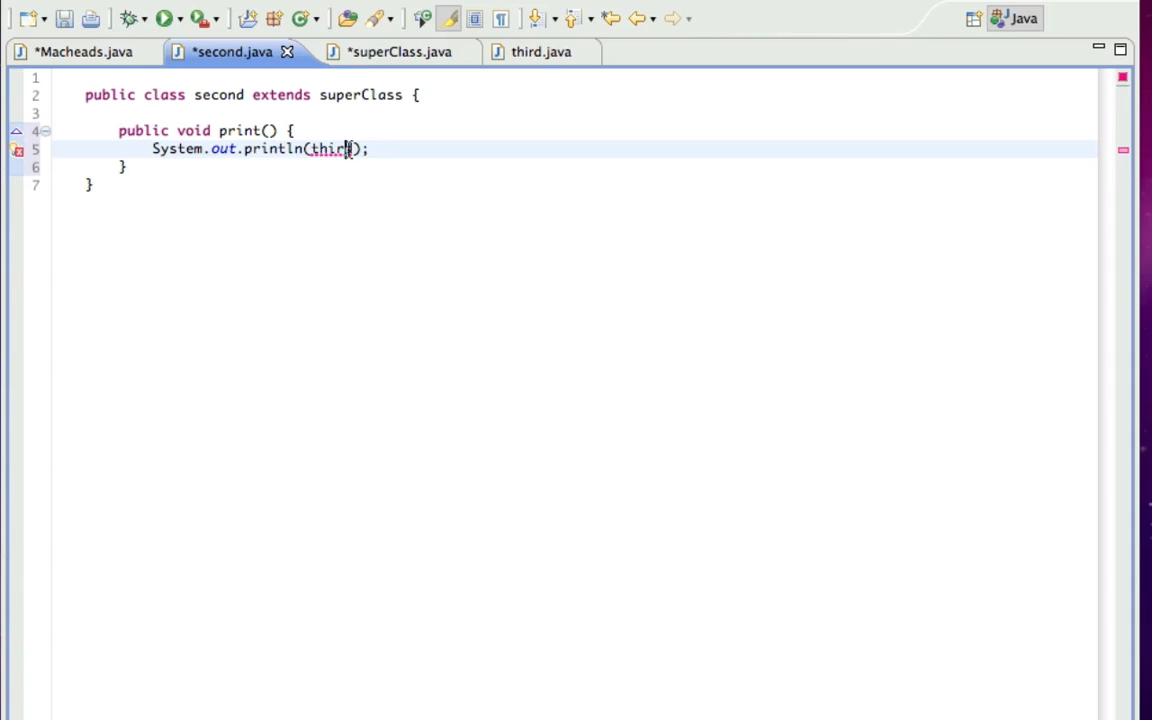 Java
*Macheads.java
*second.java
*superClass.java
third.java
1
2 public class second extends superClass {
3
4 public void print() {
5 System.out.println(third);
6 }
7 }